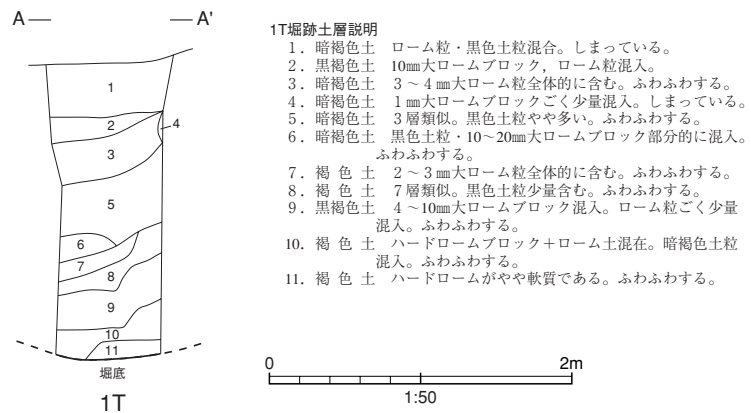 A A'
1
2
4
3
5
6
7
8
9
10
11
堀底
1T
1T堀跡土層説明
1．暗褐色土　ローム粒・黒色土粒混合。しまっている。
2．黒褐色土　10㎜大ロームブロック，ローム粒混入。
3．暗褐色土　3～4㎜大ローム粒全体的に含む。ふわふわする。
4．暗褐色土　1㎜大ロームブロックごく少量混入。しまっている。
5．暗褐色土　3層類似。黒色土粒やや多い。ふわふわする。
6．暗褐色土　黒色土粒・10～20㎜大ロームブロック部分的に混入。
ふわふわする。
7．褐 色 土　2～3㎜大ローム粒全体的に含む。ふわふわする。
8．褐 色 土　7層類似。黒色土粒少量含む。ふわふわする。
9．黒褐色土　4～10㎜大ロームブロック混入。ローム粒ごく少量
混入。ふわふわする。
10．褐 色 土　ハードロームブロック＋ローム土混在。暗褐色土粒
混入。ふわふわする。
11．褐 色 土　ハードロームがやや軟質である。ふわふわする。
0 2m
1:50